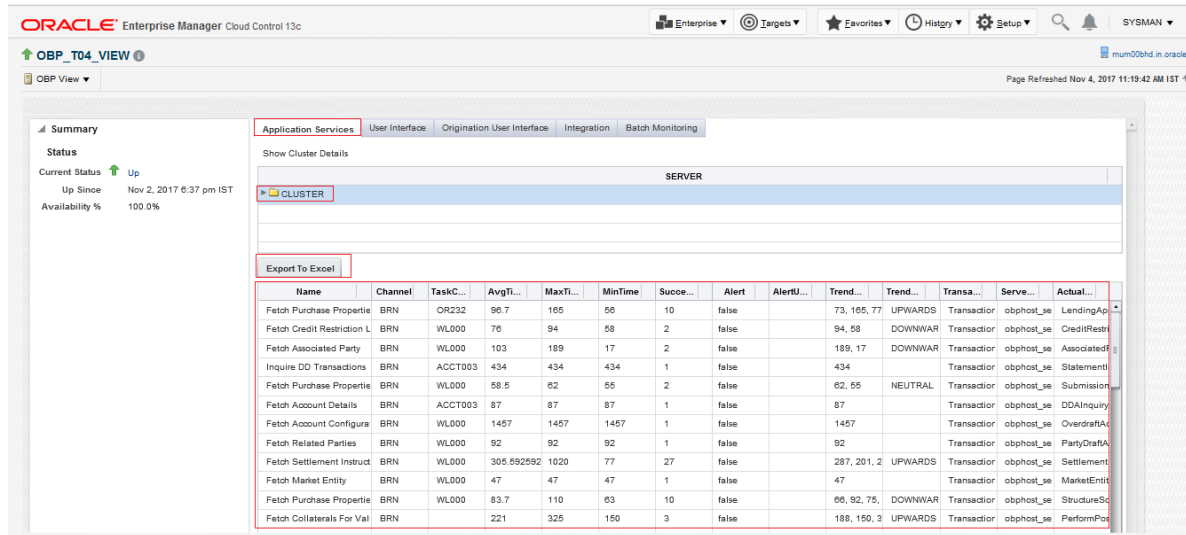 ORACLE Enterprise Manager Cloud Control 13c Enterprise Targets Favorites History Setup SYSMAN
OBP_T04_VIEW mum00bhd.in.oracle
OBP View Page Refreshed Nov 4, 2017 11:19:42 AM IST
Summary
Status
Current Status Up
Up Since Nov 2, 2017 6:37 pm IST
Availability % 100.0%
Application Services User Interface Origination User Interface Integration Batch Monitoring
Show Cluster Details
SERVER
CLUSTER
Export To Excel
Name Channel TaskC... AvgTi... MaxTi... MinTime Succe... Alert AlertU... Trend... Trend... Transa... Serve... Actual...
Fetch Purchase Propertie BRN OR232 96.7 165 56 10 false 73, 165, 77 UPWARDS Transaction obphost_se LendingAp
Fetch Credit Restriction L BRN WL000 76 94 58 2 false 94, 58 DOWNWAR Transaction obphost_se CreditRestri
Fetch Associated Party BRN WL000 103 189 17 2 false 189, 17 DOWNWAR Transaction obphost_se Associated
Inquire DD Transactions BRN ACCT003 434 434 434 1 false 434 Transaction obphost_se StatementI
Fetch Purchase Propertie BRN WL000 58.5 62 55 2 false 62, 55 NEUTRAL Transaction obphost_se Submission
Fetch Account Details BRN ACCT003 87 87 87 1 false 87 Transaction obphost_se DDAInquiry
Fetch Account Configura BRN WL000 1457 1457 1457 1 false 1457 Transaction obphost_se OverdraftAc
Fetch Related Parties BRN WL000 92 92 92 1 false 92 Transaction obphost_se PartyDraftA
Fetch Settlement Instruct BRN WL000 305.592592 1020 77 27 false 287, 201, 2 UPWARDS Transaction obphost_se Settlement
Fetch Market Entity BRN WL000 47 47 47 1 false 47 Transaction obphost_se MarketEntit
Fetch Purchase Propertie BRN WL000 83.7 110 63 10 false 66, 92, 75, DOWNWAR Transaction obphost_se StructureSc
Fetch Collaterals For Val BRN 221 325 150 3 false 188, 150, 3 UPWARDS Transaction obphost_se PerformPos